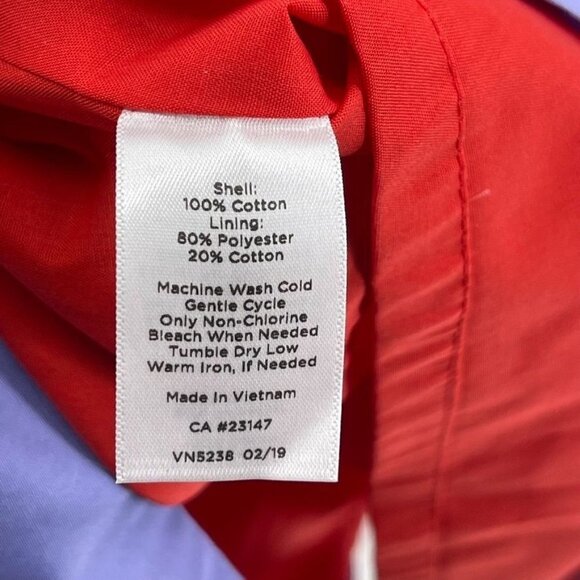 Shell:
100% Cotton
Lining:
80% Polyester
20% Cotton
Machine Wash Cold
Gentle Cycle
Only Non-Chlorine
Bleach When Needed
Tumble Dry Low
Warm Iron, If Needed
Made In Vietnam
CA #23147
VN5238 02/19